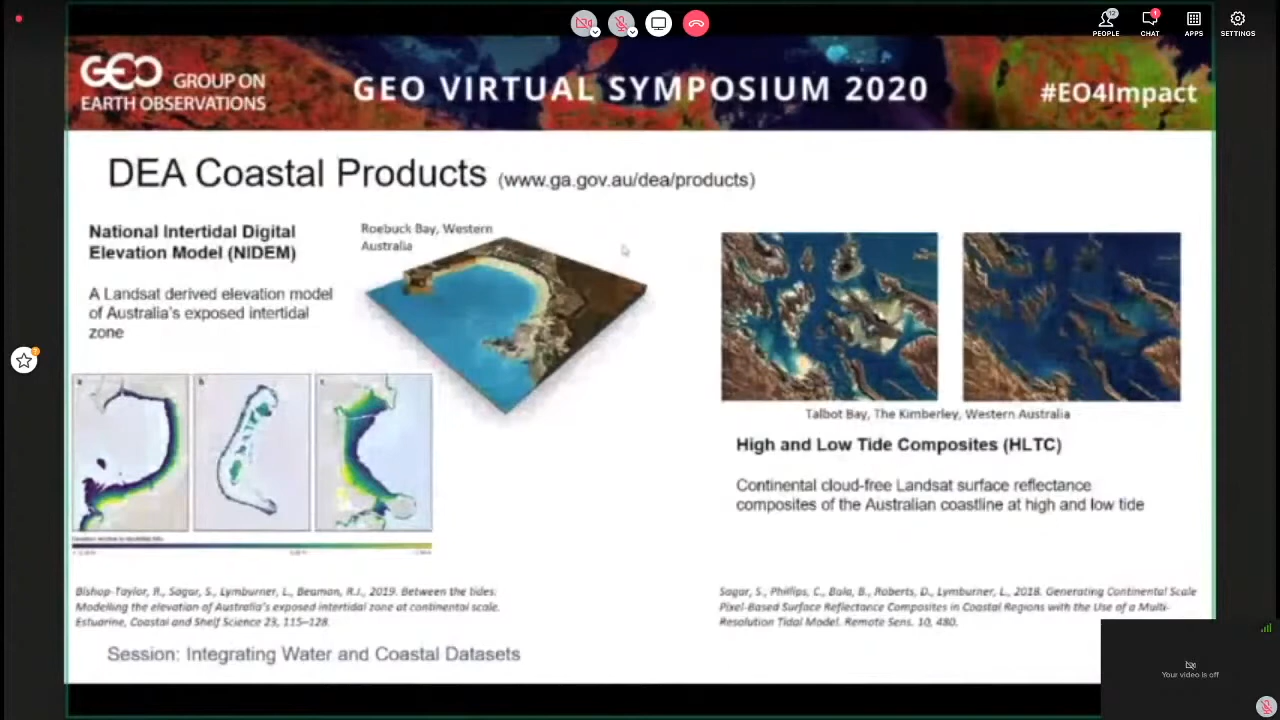 12
1
PEOPLE
CHAT
APPS
SETTINGS
GEO GROUP ON
EARTH OBSERVATIONS
GEO VIRTUAL SYMPOSIUM 2020
#EO4Impact
DEA Coastal Products (www.ga.gov.au/dea/products)
National Intertidal Digital
Elevation Model (NIDEM)
A Landsat derived elevation model
of Australia's exposed intertidal
zone
Roebuck Bay, Western
Australia
a
b
c
Talbot Bay, The Kimberley, Western Australia
High and Low Tide Composites (HLTC)
Continental cloud-free Landsat surface reflectance
composites of the Australian coastline at high and low tide
Bishop-Taylor, R., Sagar, S., Lymburner, L., Beaman, R.J., 2019. Between the tides:
Modelling the elevation of Australia's exposed intertidal zone at continental scale.
Estuarine, Coastal and Shelf Science 23, 115–128.
Sagar, S., Phillips, C., Bala, B., Roberts, D., Lymburner, L., 2018. Generating Continental Scale
Pixel-Based Surface Reflectance Composites in Coastal Regions with the Use of a Multi-
Resolution Tidal Model. Remote Sens. 10, 480.
Session: Integrating Water and Coastal Datasets
Your video is off